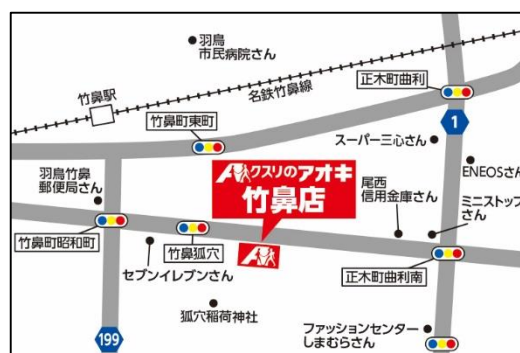 羽島
市民病院さん
竹鼻駅
名鉄竹鼻線
正木町曲利
1
竹鼻町東町
スーパー三心さん
ENEOSさん
羽島竹鼻
郵便局さん
クスリのアオキ
竹鼻店
尾西
信用金庫さん
ミニストップ
さん
竹鼻町昭和町
竹鼻狐穴
セブンイレブンさん
正木町曲利南
狐穴稲荷神社
199
ファッションセンター
しまむらさん